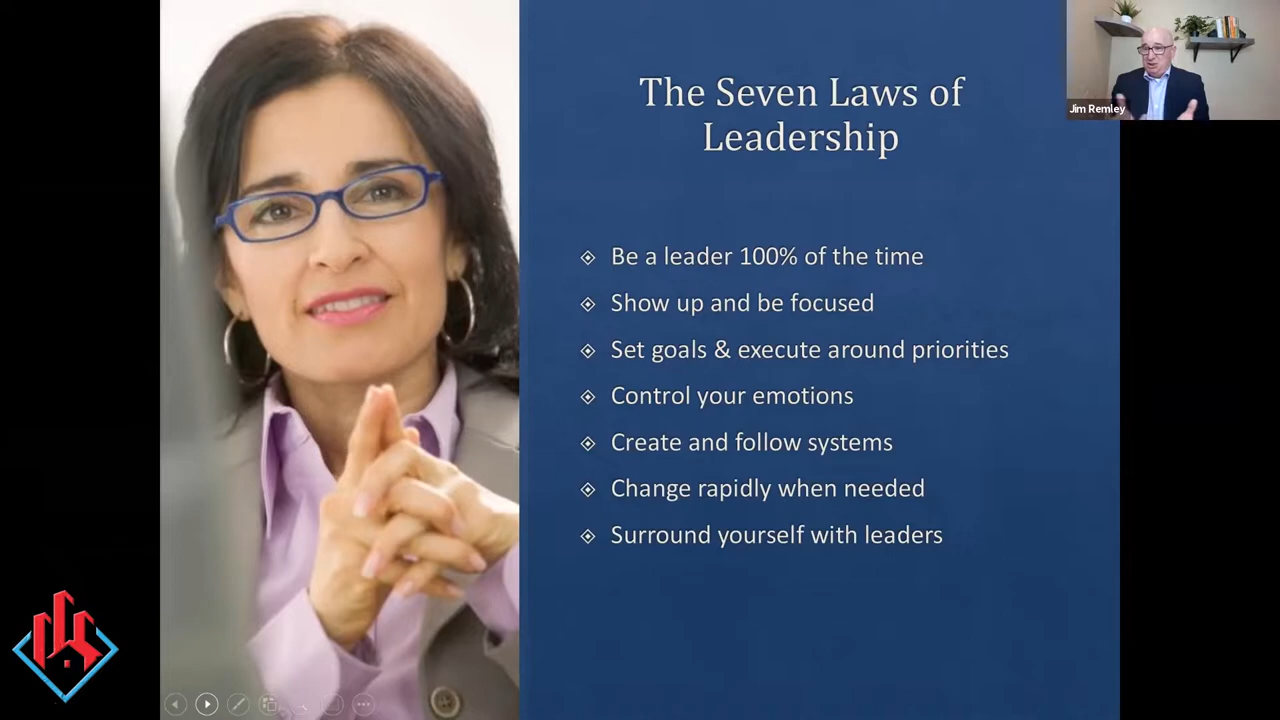 The Seven Laws of
Leadership
Jim Remley
Be a leader 100% of the time
Show up and be focused
Set goals & execute around priorities
Control your emotions
Create and follow systems
Change rapidly when needed
Surround yourself with leaders